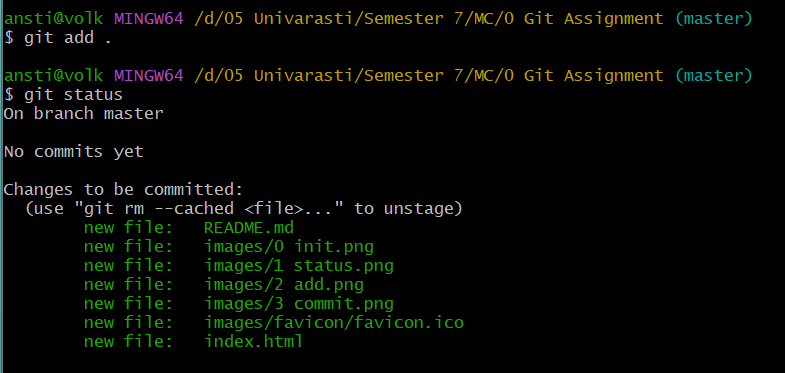 ansti@volk MINGW64 /d/05 Univarasti/Semester 7/MC/0 Git Assignment (master)
$ git add .
ansti@volk MINGW64 /d/05 Univarasti/Semester 7/MC/0 Git Assignment (master)
$ git status
On branch master
No commits yet
Changes to be committed:
  (use "git rm --cached <file>..." to unstage)
        new file:   README.md
        new file:   images/0 init.png
        new file:   images/1 status.png
        new file:   images/2 add.png
        new file:   images/3 commit.png
        new file:   images/favicon/favicon.ico
        new file:   index.html